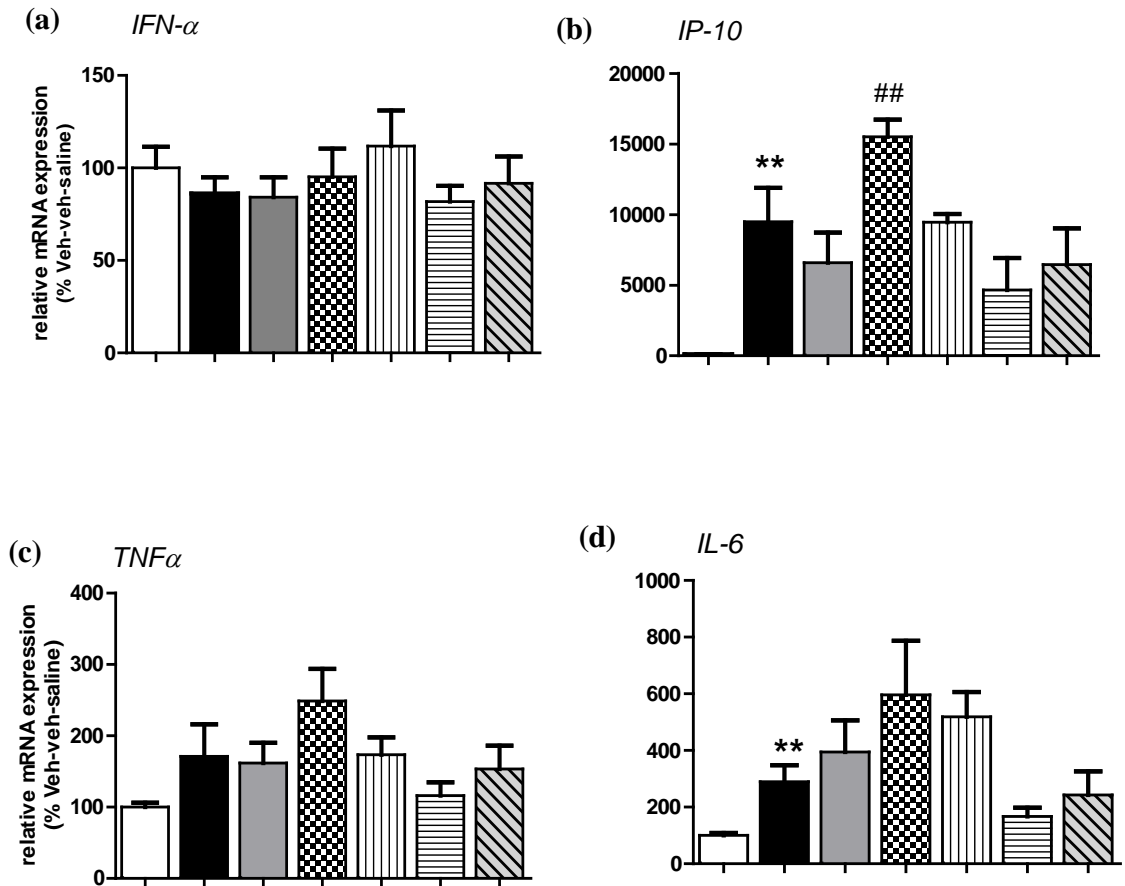 (a) IFN-α
relative mRNA expression
(% Veh-veh-saline)
150
100
50
0
(b) IP-10
20000
15000
10000
5000
0
**
##
(c) TNFα
relative mRNA expression
(% Veh-veh-saline)
400
300
200
100
0
(d) IL-6
1000
800
600
400
200
0
**